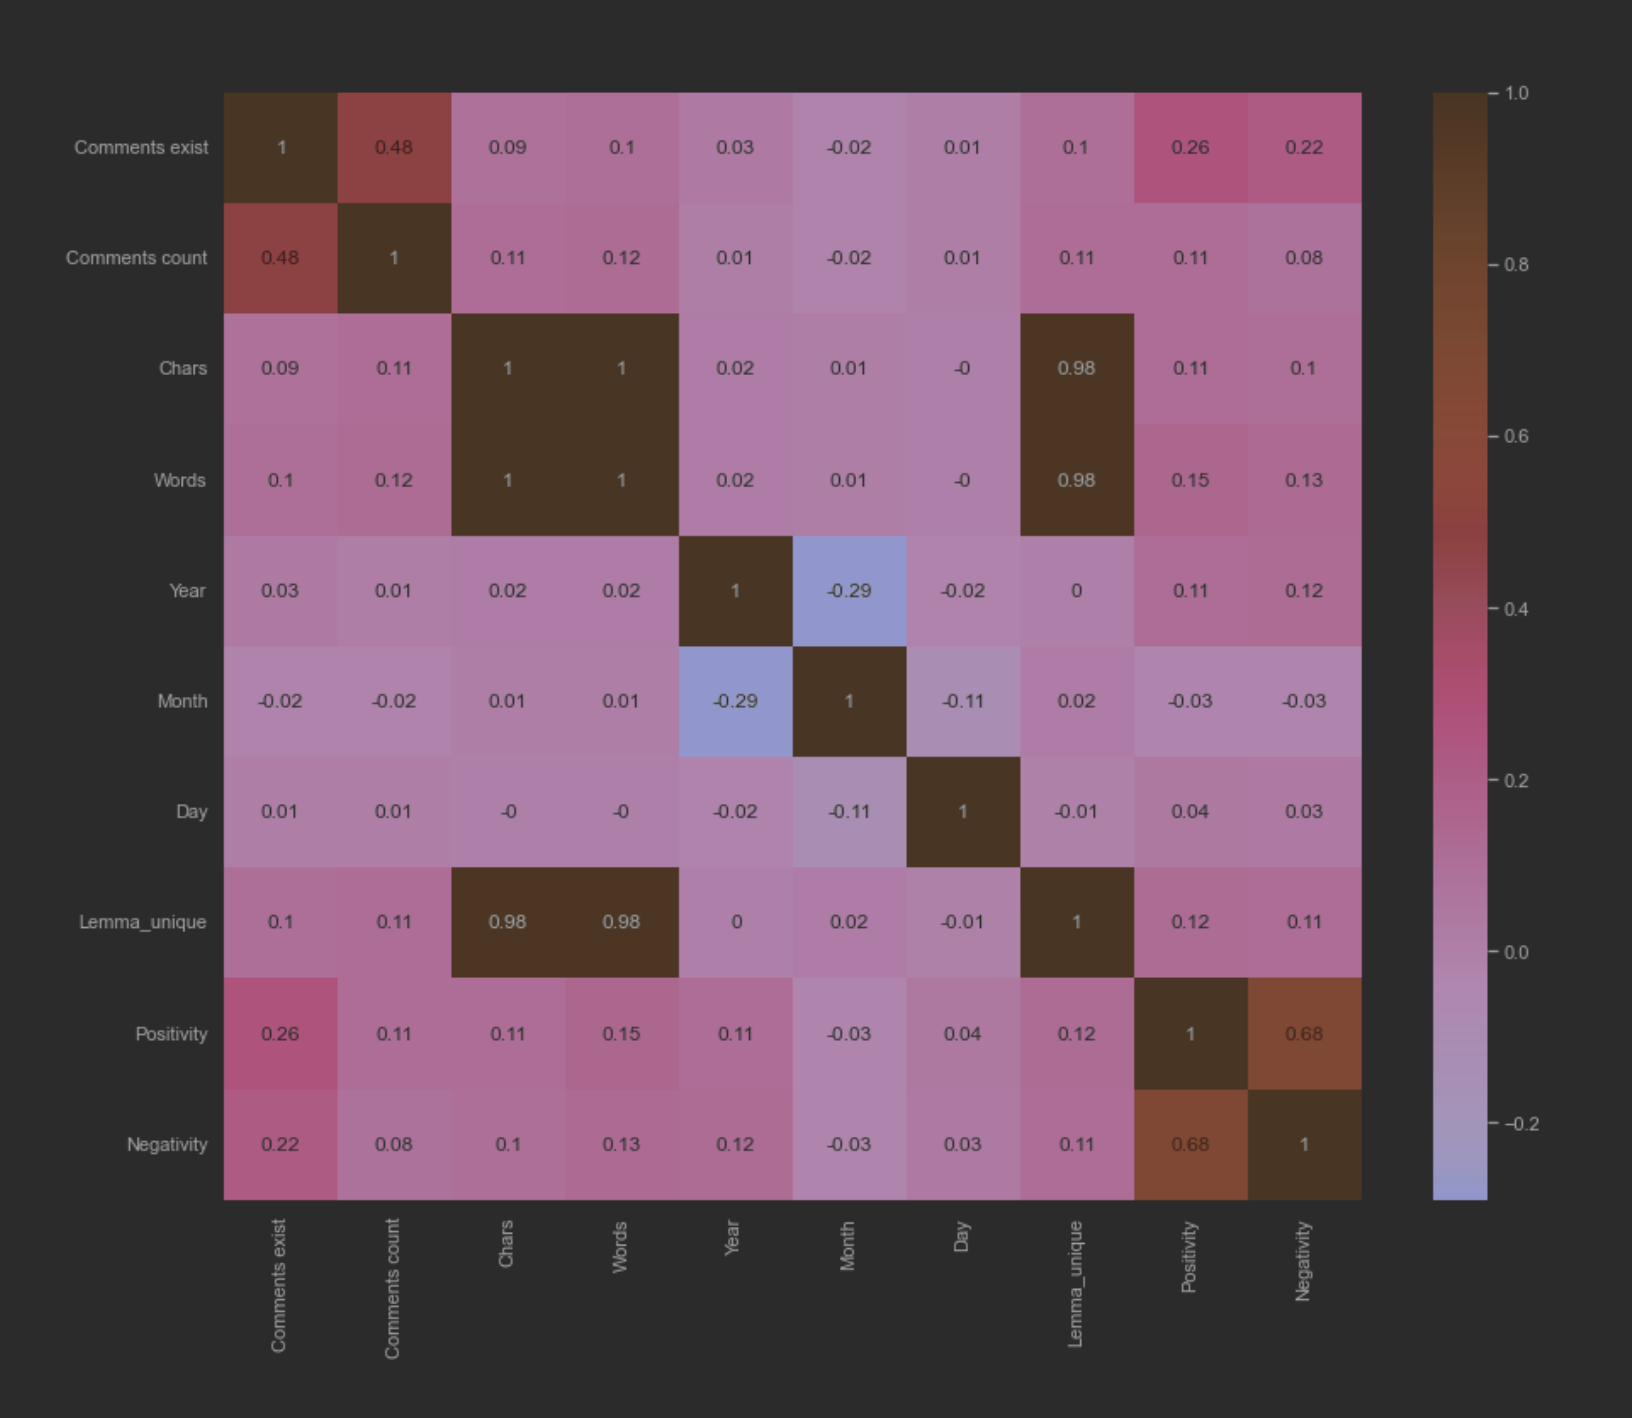 Comments exist 1 0.48 0.09 0.1 0.03 -0.02 0.01 0.1 0.26 0.22
Comments count 0.48 1 0.11 0.12 0.01 -0.02 0.01 0.11 0.11 0.08
Chars 0.09 0.11 1 1 0.02 0.01 -0 0.98 0.11 0.1
Words 0.1 0.12 1 1 0.02 0.01 -0 0.98 0.15 0.13
Year 0.03 0.01 0.02 0.02 1 -0.29 -0.02 0 0.11 0.12
Month -0.02 -0.02 0.01 0.01 -0.29 1 -0.11 0.02 -0.03 -0.03
Day 0.01 0.01 -0 -0 -0.02 -0.11 1 -0.01 0.04 0.03
Lemma_unique 0.1 0.11 0.98 0.98 0 0.02 -0.01 1 0.12 0.11
Positivity 0.26 0.11 0.11 0.15 0.11 -0.03 0.04 0.12 1 0.68
Negativity 0.22 0.08 0.1 0.13 0.12 -0.03 0.03 0.11 0.68 1
Comments exist
Comments count
Chars
Words
Year
Month
Day
Lemma_unique
Positivity
Negativity
1.0
0.8
0.6
0.4
0.2
0.0
−0.2